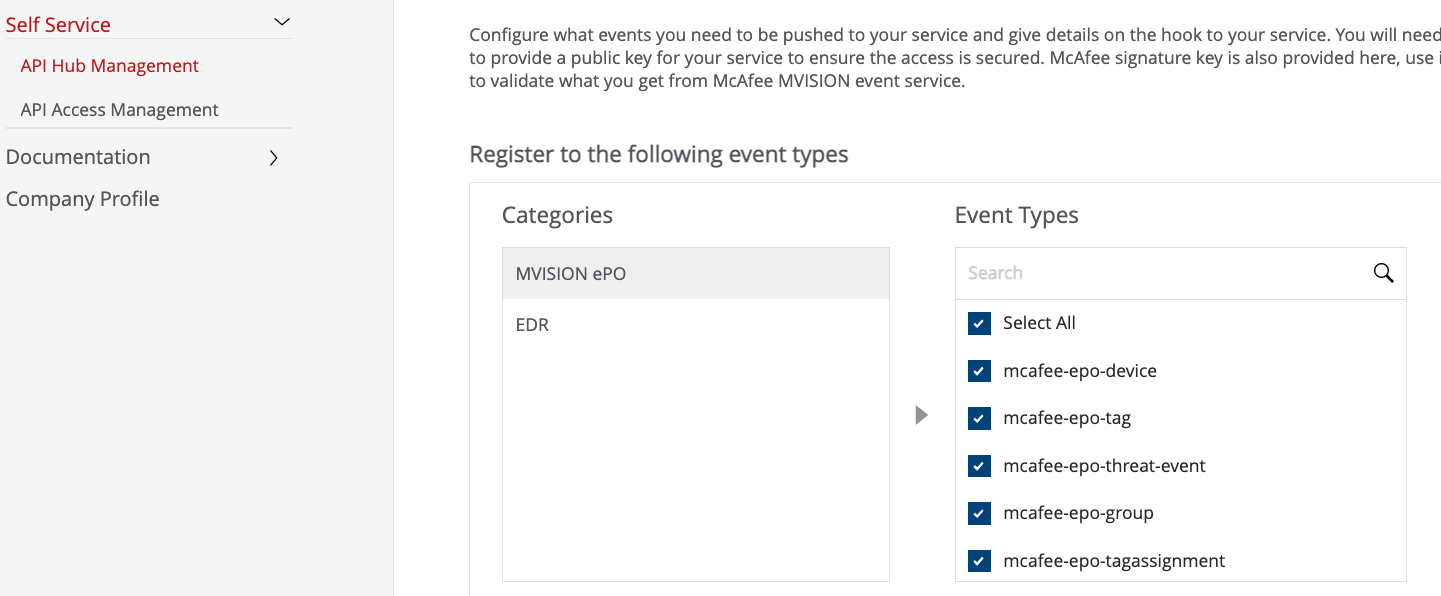 Self Service
API Hub Management
API Access Management
Documentation
Company Profile
Configure what events you need to be pushed to your service and give details on the hook to your service. You will need
to provide a public key for your service to ensure the access is secured. McAfee signature key is also provided here, use
to validate what you get from McAfee MVISION event service.
Register to the following event types
Categories
MVISION ePO
EDR
Event Types
Search
Select All
mcafee-epo-device
mcafee-epo-tag
mcafee-epo-threat-event
mcafee-epo-group
mcafee-epo-tagassignment